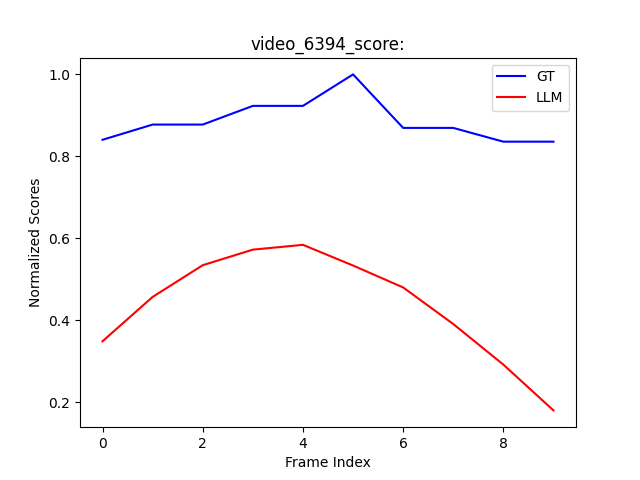 video_6394_score:
GT
LLM
1.0
0.8
0.6
0.4
0.2
Normalized Scores
0 2 4 6 8
Frame Index